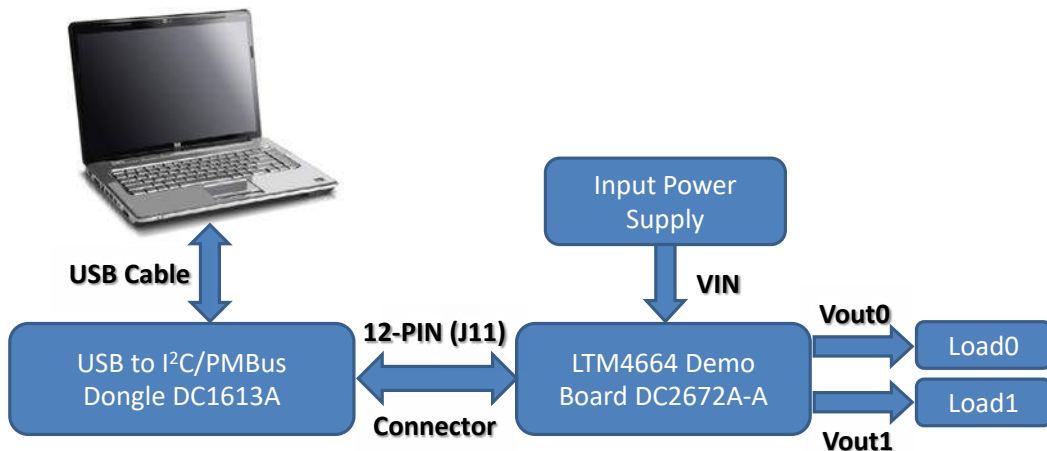 Input Power
Supply
USB Cable
VIN
12-PIN (J11)
Vout0
USB to I²C/PMBus
Dongle DC1613A
LTM4664 Demo
Board DC2672A-A
Load0
Load1
Connector
Vout1